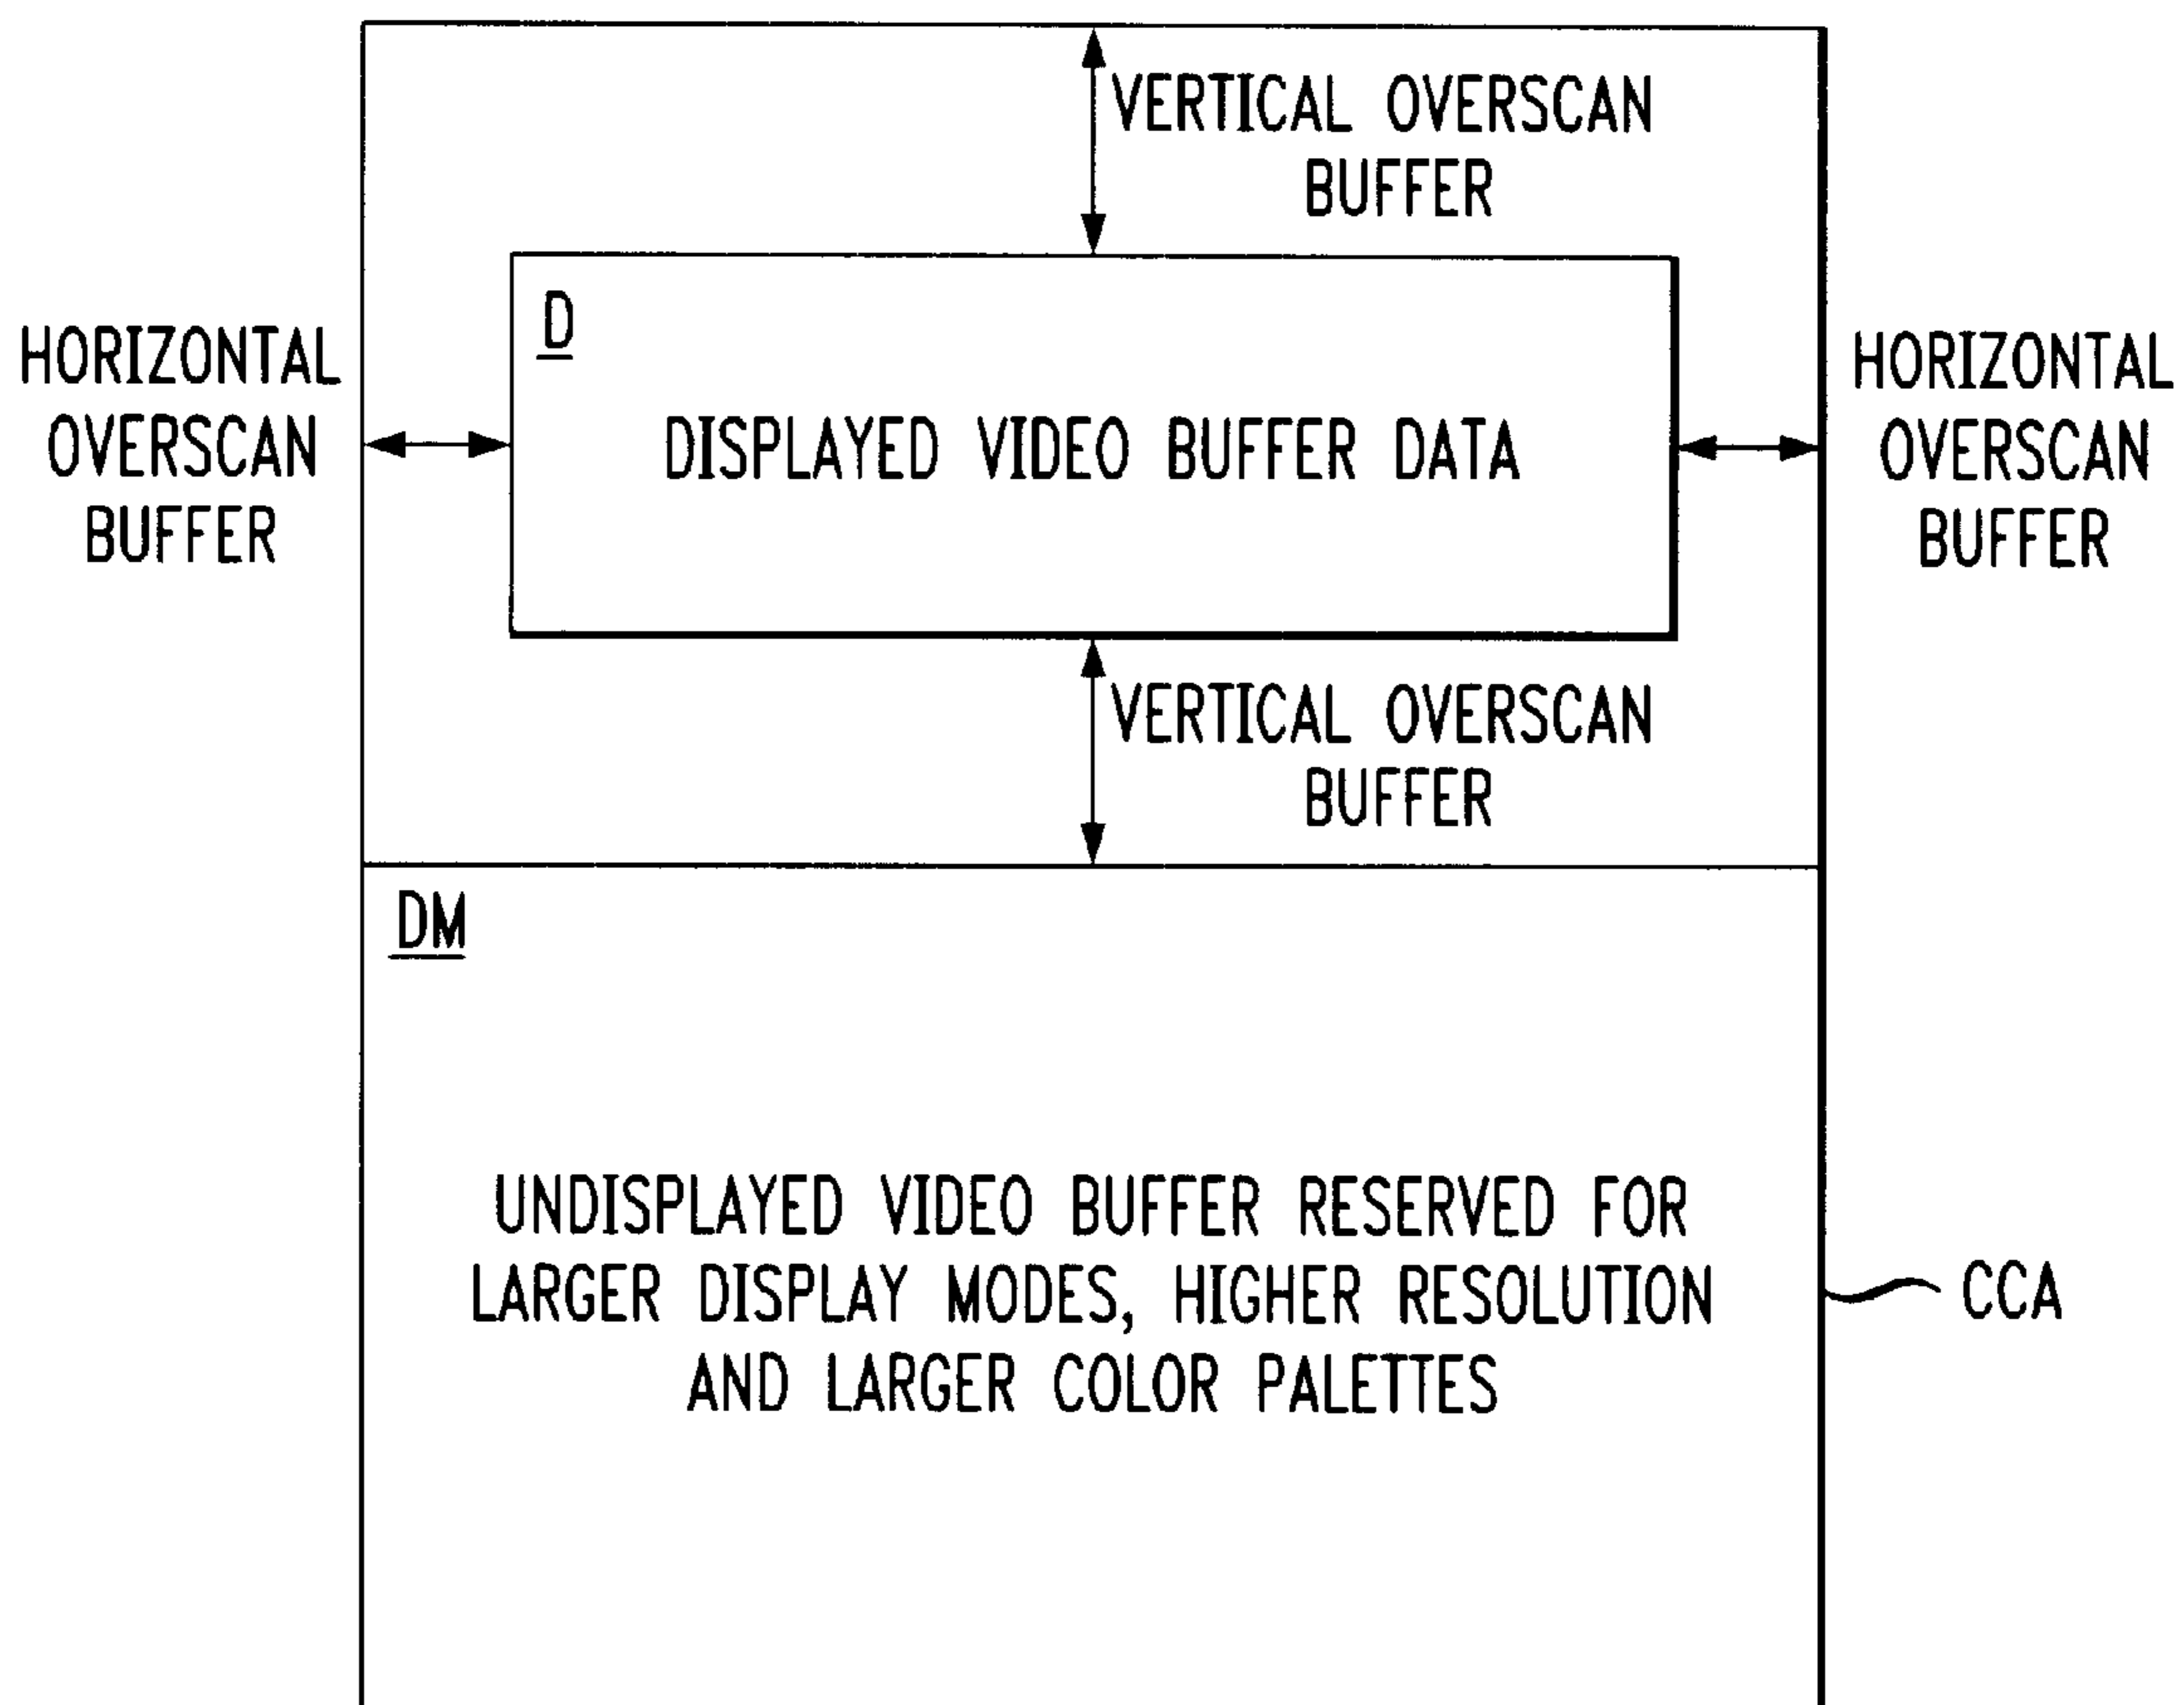 VERTICAL OVERSCAN
BUFFER
D
HORIZONTAL
OVERSCAN
BUFFER
DISPLAYED VIDEO BUFFER DATA
HORIZONTAL
OVERSCAN
BUFFER
VERTICAL OVERSCAN
BUFFER
DM
UNDISPLAYED VIDEO BUFFER RESERVED FOR
LARGER DISPLAY MODES, HIGHER RESOLUTION
AND LARGER COLOR PALETTES
CCA